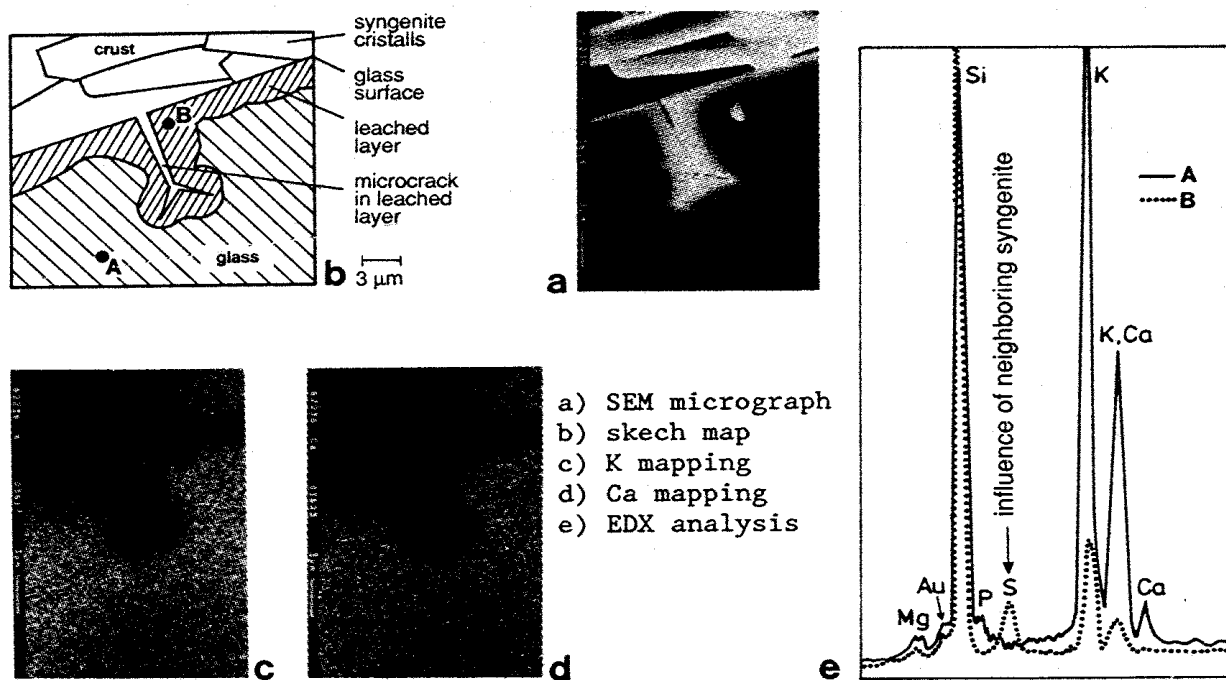 syngenite
cristalls
crust
glass
surface
B
leached
layer
microcrack
in leached
layer
A
glass
b
3 μm
a
Si
K
influence of neighboring syngenite
A
B
K,Ca
Au
P
S
Mg
Ca
e
c
d
a) SEM micrograph
b) skech map
c) K mapping
d) Ca mapping
e) EDX analysis